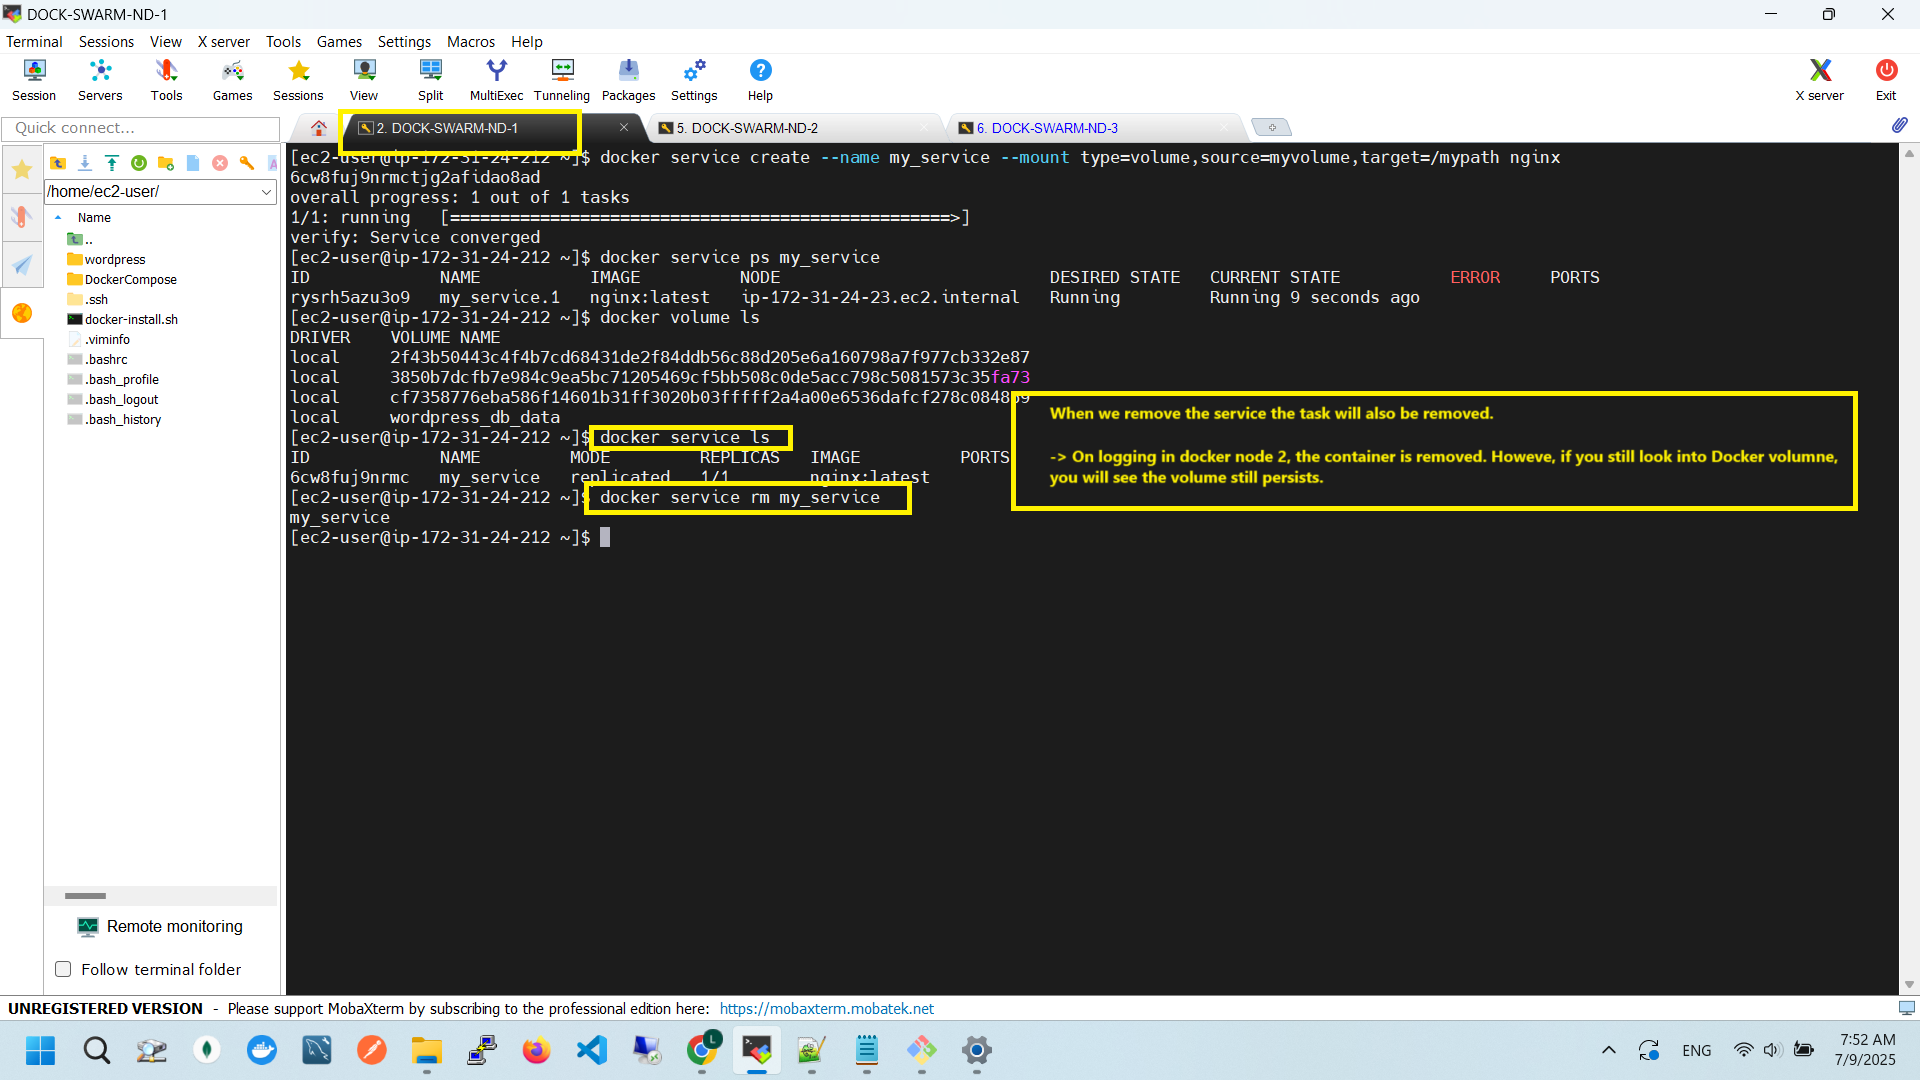 DOCK-SWARM-ND-1
Terminal Sessions View X server Tools Games Settings Macros Help
Session Servers Tools Games Sessions View Split MultiExec Tunneling Packages Settings Help X server Exit
Quick connect...
2. DOCK-SWARM-ND-1
5. DOCK-SWARM-ND-2
6. DOCK-SWARM-ND-3
/home/ec2-user/
Name
..
wordpress
DockerCompose
.ssh
docker-install.sh
.viminfo
.bashrc
.bash_profile
.bash_logout
.bash_history
Remote monitoring
Follow terminal folder
[ec2-user@ip-172-31-24-212 ~]$ docker service create --name my_service --mount type=volume,source=myvolume,target=/mypath nginx
6cw8fuj9nrmctjg2afidao8ad
overall progress: 1 out of 1 tasks
1/1: running   [==================================================>]
verify: Service converged
[ec2-user@ip-172-31-24-212 ~]$ docker service ps my_service
ID             NAME           IMAGE          NODE                           DESIRED STATE   CURRENT STATE           ERROR     PORTS
rysrh5azu3o9   my_service.1   nginx:latest   ip-172-31-24-23.ec2.internal   Running         Running 9 seconds ago
[ec2-user@ip-172-31-24-212 ~]$ docker volume ls
DRIVER    VOLUME NAME
local     2f43b50443c4f4b7cd68431de2f84ddb56c88d205e6a160798a7f977cb332e87
local     3850b7dcfb7e984c9ea5bc71205469cf5bb508c0de5acc798c5081573c35fa73
local     cf7358776eba586f14601b31ff3020b03fffff2a4a00e6536dafcf278c084859
local     wordpress_db_data
[ec2-user@ip-172-31-24-212 ~]$ docker service ls
ID             NAME         MODE         REPLICAS   IMAGE          PORTS
6cw8fuj9nrmc   my_service   replicated   1/1        nginx:latest
[ec2-user@ip-172-31-24-212 ~]$ docker service rm my_service
my_service
[ec2-user@ip-172-31-24-212 ~]$
When we remove the service the task will also be removed.
-> On logging in docker node 2, the container is removed. Howeve, if you still look into Docker volumne,
you will see the volume still persists.
UNREGISTERED VERSION - Please support MobaXterm by subscribing to the professional edition here: https://mobaxterm.mobatek.net
L
ENG
7:52 AM
7/9/2025